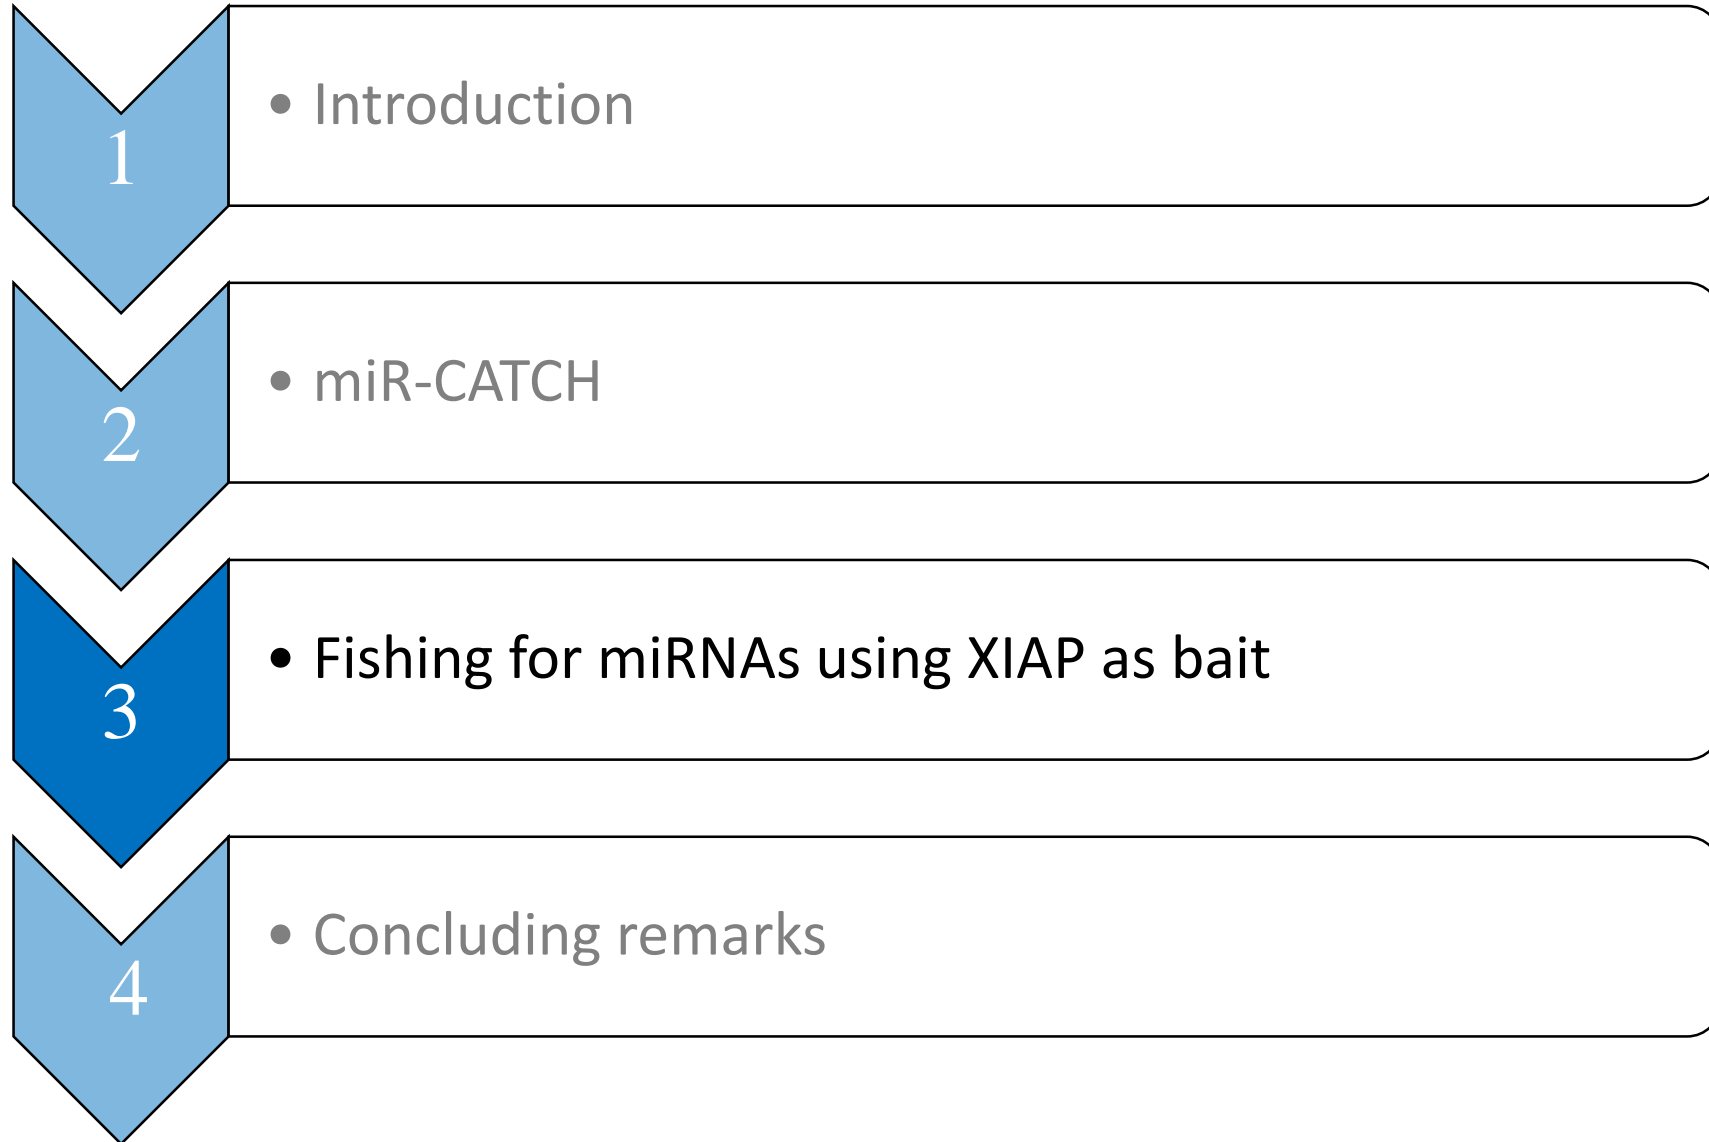 1
• Introduction
2
• miR-CATCH
3
• Fishing for miRNAs using XIAP as bait
4
• Concluding remarks